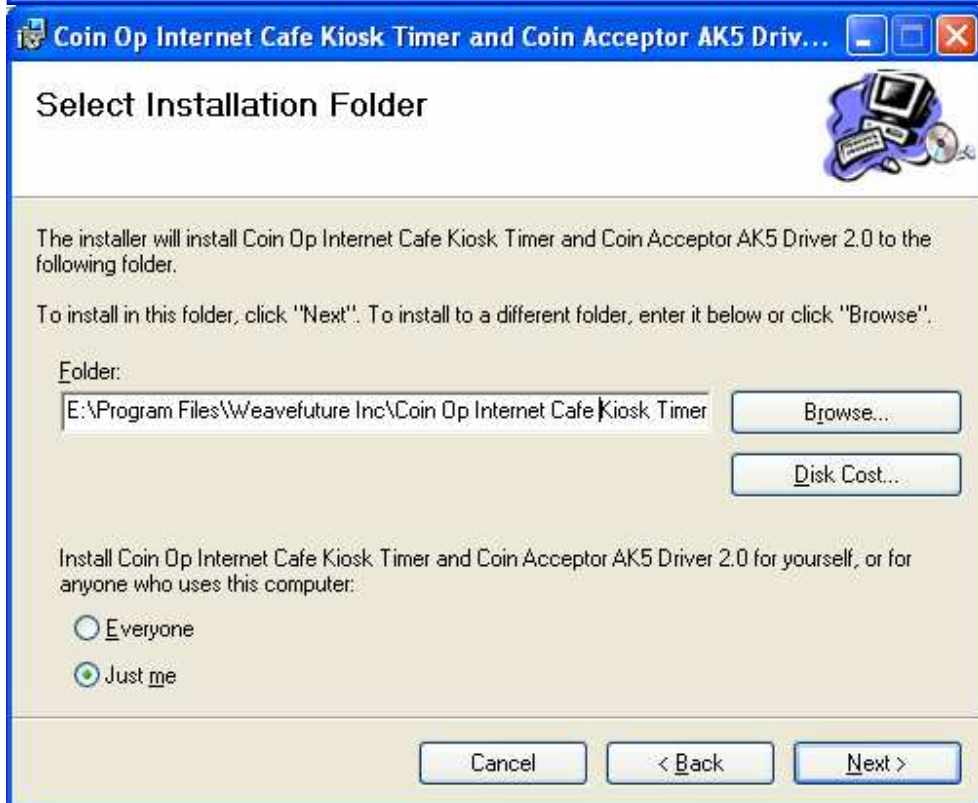 Coin Op Internet Cafe Kiosk Timer and Coin Acceptor AK5 Driv...
Select Installation Folder
The installer will install Coin Op Internet Cafe Kiosk Timer and Coin Acceptor AK5 Driver 2.0 to the
following folder.
To install in this folder, click "Next". To install to a different folder, enter it below or click "Browse".
Folder:
E:\Program Files\Weavefuture Inc\Coin Op Internet Cafe Kiosk Timer
Browse...
Disk Cost...
Install Coin Op Internet Cafe Kiosk Timer and Coin Acceptor AK5 Driver 2.0 for yourself, or for
anyone who uses this computer:
Everyone
Just me
Cancel
< Back
Next >